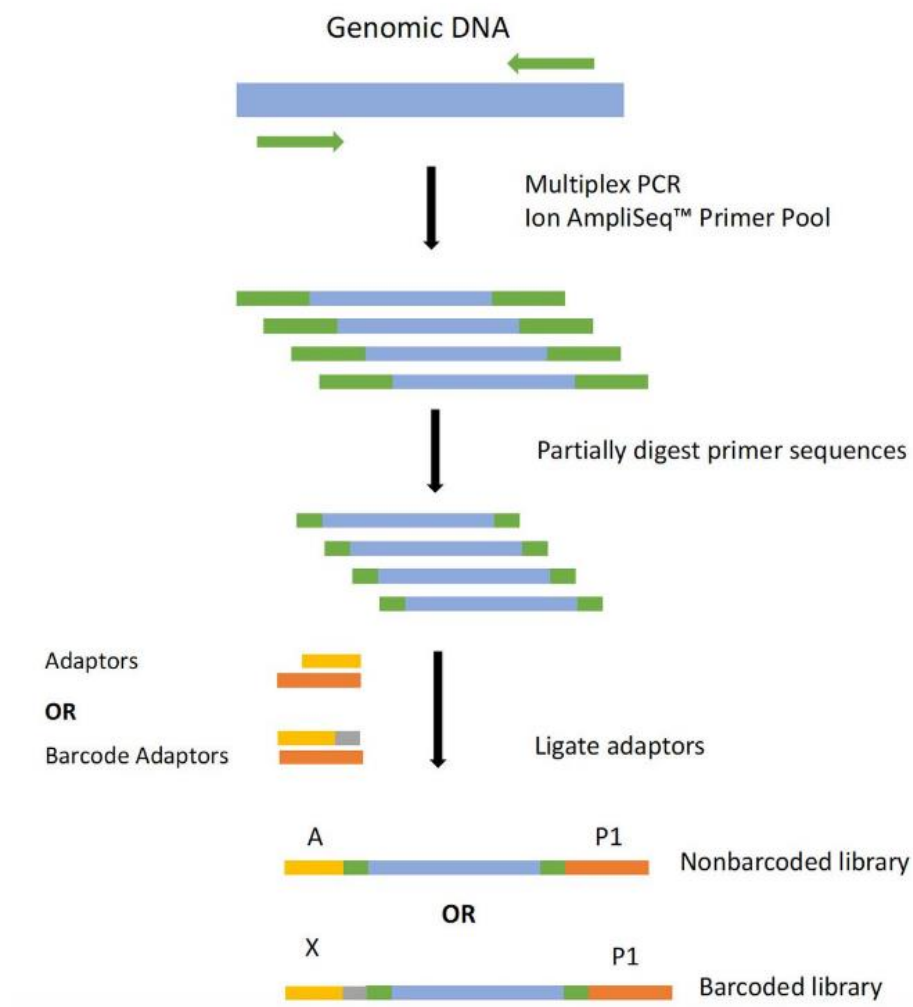 Genomic DNA
Multiplex PCR
Ion AmpliSeq™ Primer Pool
Partially digest primer sequences
Adaptors
OR
Barcode Adaptors
Ligate adaptors
A
P1
Nonbarcoded library
OR
X
P1
Barcoded library